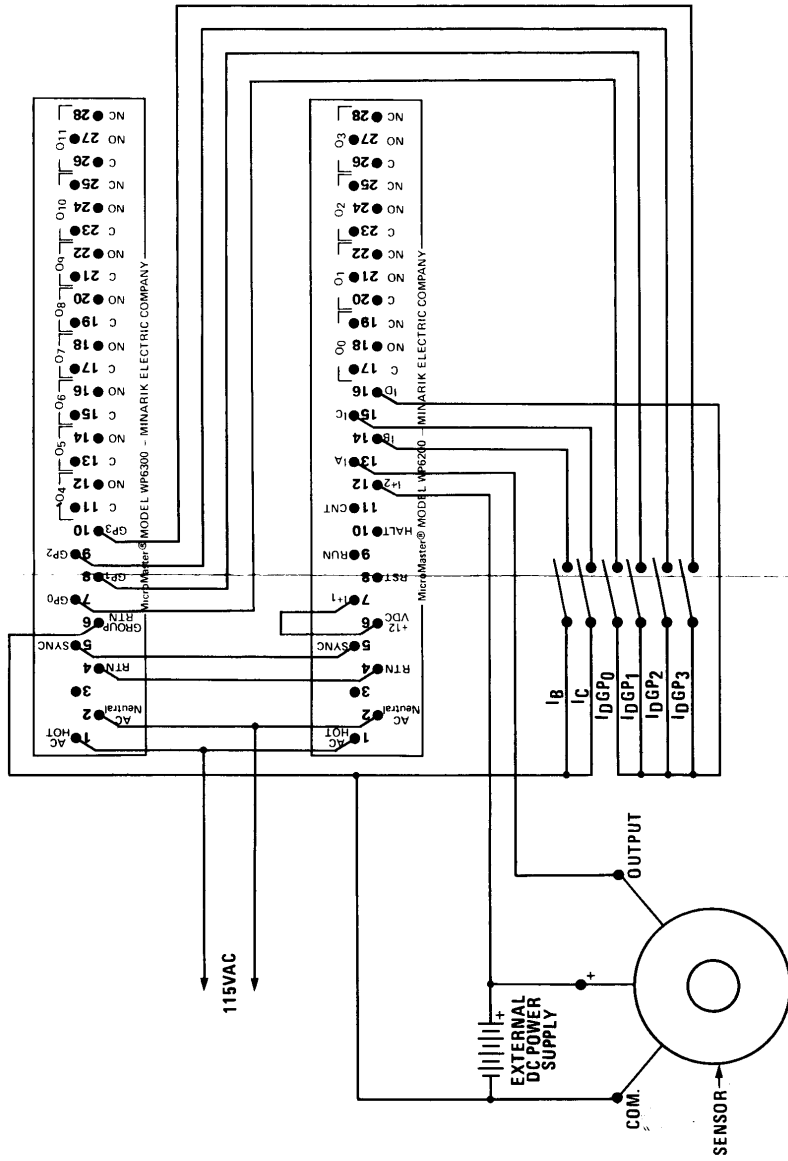 28 NC
27 NO
26 C
O11
25 NC
24 NO
23 C
O10
22 NO
21 C
O9
20 NO
19 C
O8
18 NO
17 C
O7
16 NO
15 C
O6
14 NO
13 C
O5
12 NO
11 C
O4
10 GP3
9 GP2
8 GP1
7 GP0
6 GROUP RTN
5 SYNC
4 RTN
3
2 AC Neutral
1 AC HOT
MicroMaster® MODEL WP6300 – MINARIK ELECTRIC COMPANY
28 NC
27 NO
26 C
O3
25 NC
24 NO
23 C
O2
22 NC
21 NO
20 C
O1
19 NC
18 NO
17 C
O0
16 ID
15 IC
14 IB
13 IA
12 I+2
11 CNT
10 HALT
9 RUN
8 RST
7 I+1
6 +12 VDC
5 SYNC
4 RTN
3
2 AC Neutral
1 AC HOT
MicroMaster® MODEL WP6200 – MINARIK ELECTRIC COMPANY
115VAC
IB
IC
IDGP0
IDGP1
IDGP2
IDGP3
EXTERNAL
DC POWER
SUPPLY
+
+
OUTPUT
COM.
SENSOR